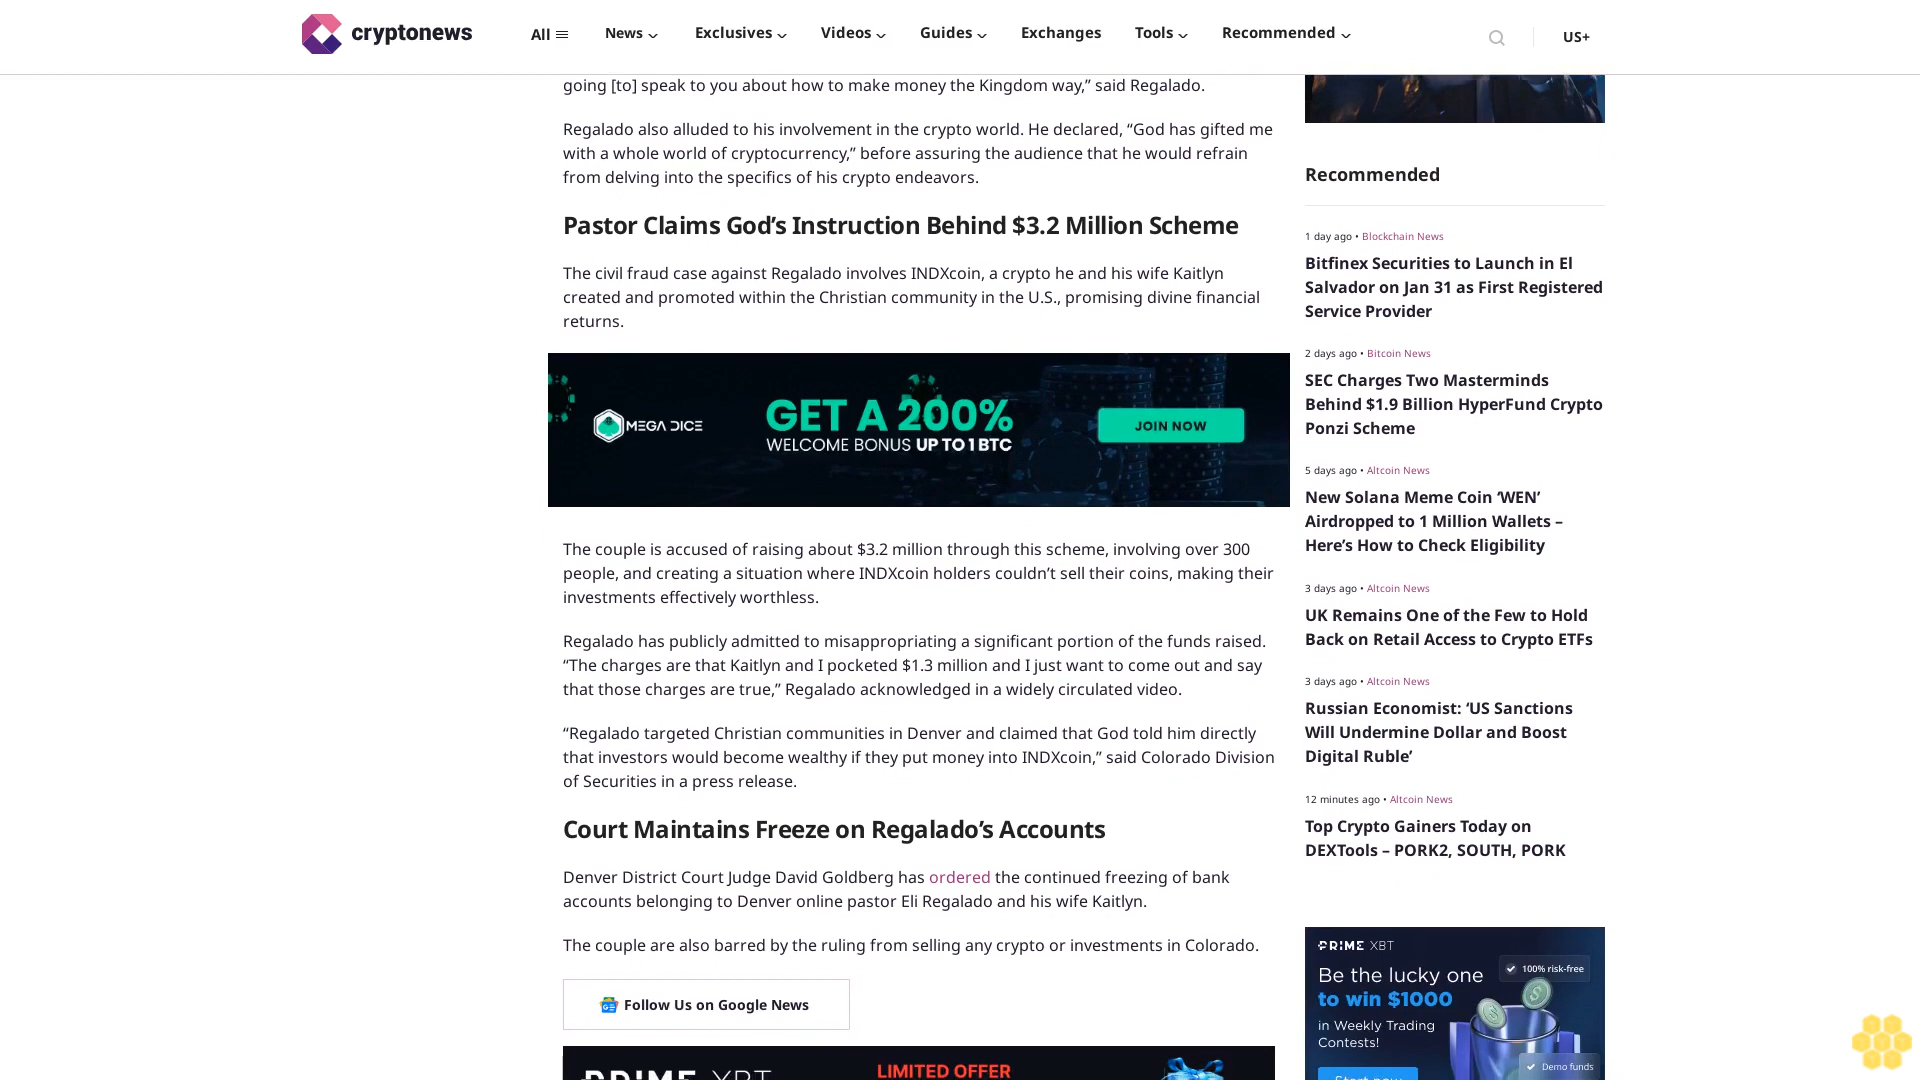 cryptonews
All
News
Exclusives
Videos
Guides
Exchanges
Tools
Recommended
US+
going [to] speak to you about how to make money the Kingdom way,” said Regalado.
Regalado also alluded to his involvement in the crypto world. He declared, “God has gifted me
with a whole world of cryptocurrency,” before assuring the audience that he would refrain
from delving into the specifics of his crypto endeavors.
Pastor Claims God’s Instruction Behind $3.2 Million Scheme
The civil fraud case against Regalado involves INDXcoin, a crypto he and his wife Kaitlyn
created and promoted within the Christian community in the U.S., promising divine financial
returns.
MEGA DICE
GET A 200%
WELCOME BONUS UP TO 1 BTC
JOIN NOW
The couple is accused of raising about $3.2 million through this scheme, involving over 300
people, and creating a situation where INDXcoin holders couldn’t sell their coins, making their
investments effectively worthless.
Regalado has publicly admitted to misappropriating a significant portion of the funds raised.
“The charges are that Kaitlyn and I pocketed $1.3 million and I just want to come out and say
that those charges are true,” Regalado acknowledged in a widely circulated video.
“Regalado targeted Christian communities in Denver and claimed that God told him directly
that investors would become wealthy if they put money into INDXcoin,” said Colorado Division
of Securities in a press release.
Court Maintains Freeze on Regalado’s Accounts
Denver District Court Judge David Goldberg has ordered the continued freezing of bank
accounts belonging to Denver online pastor Eli Regalado and his wife Kaitlyn.
The couple are also barred by the ruling from selling any crypto or investments in Colorado.
Follow Us on Google News
PRIME XBT
LIMITED OFFER
Recommended
1 day ago • Blockchain News
Bitfinex Securities to Launch in El
Salvador on Jan 31 as First Registered
Service Provider
2 days ago • Bitcoin News
SEC Charges Two Masterminds
Behind $1.9 Billion HyperFund Crypto
Ponzi Scheme
5 days ago • Altcoin News
New Solana Meme Coin ‘WEN’
Airdropped to 1 Million Wallets –
Here’s How to Check Eligibility
3 days ago • Altcoin News
UK Remains One of the Few to Hold
Back on Retail Access to Crypto ETFs
3 days ago • Altcoin News
Russian Economist: ‘US Sanctions
Will Undermine Dollar and Boost
Digital Ruble’
12 minutes ago • Altcoin News
Top Crypto Gainers Today on
DEXTools – PORK2, SOUTH, PORK
PRIME XBT
100% risk-free
Be the lucky one
to win $1000
in Weekly Trading
Contests!
Demo funds
Start now